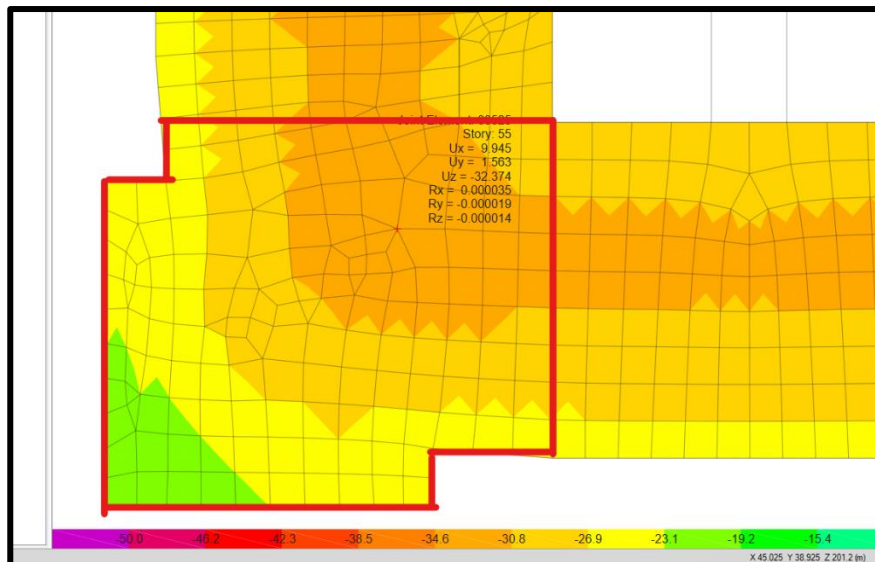 Story: 55
Ux = 9.945
Uy = 1.563
Uz = -32.374
Rx = 0.000035
Ry = -0.000019
Rz = -0.000014
-50.0 -46.2 -42.3 -38.5 -34.6 -30.8 -26.9 -23.1 -19.2 -15.4
X 45.025 Y 38.925 Z 201.2 (m)